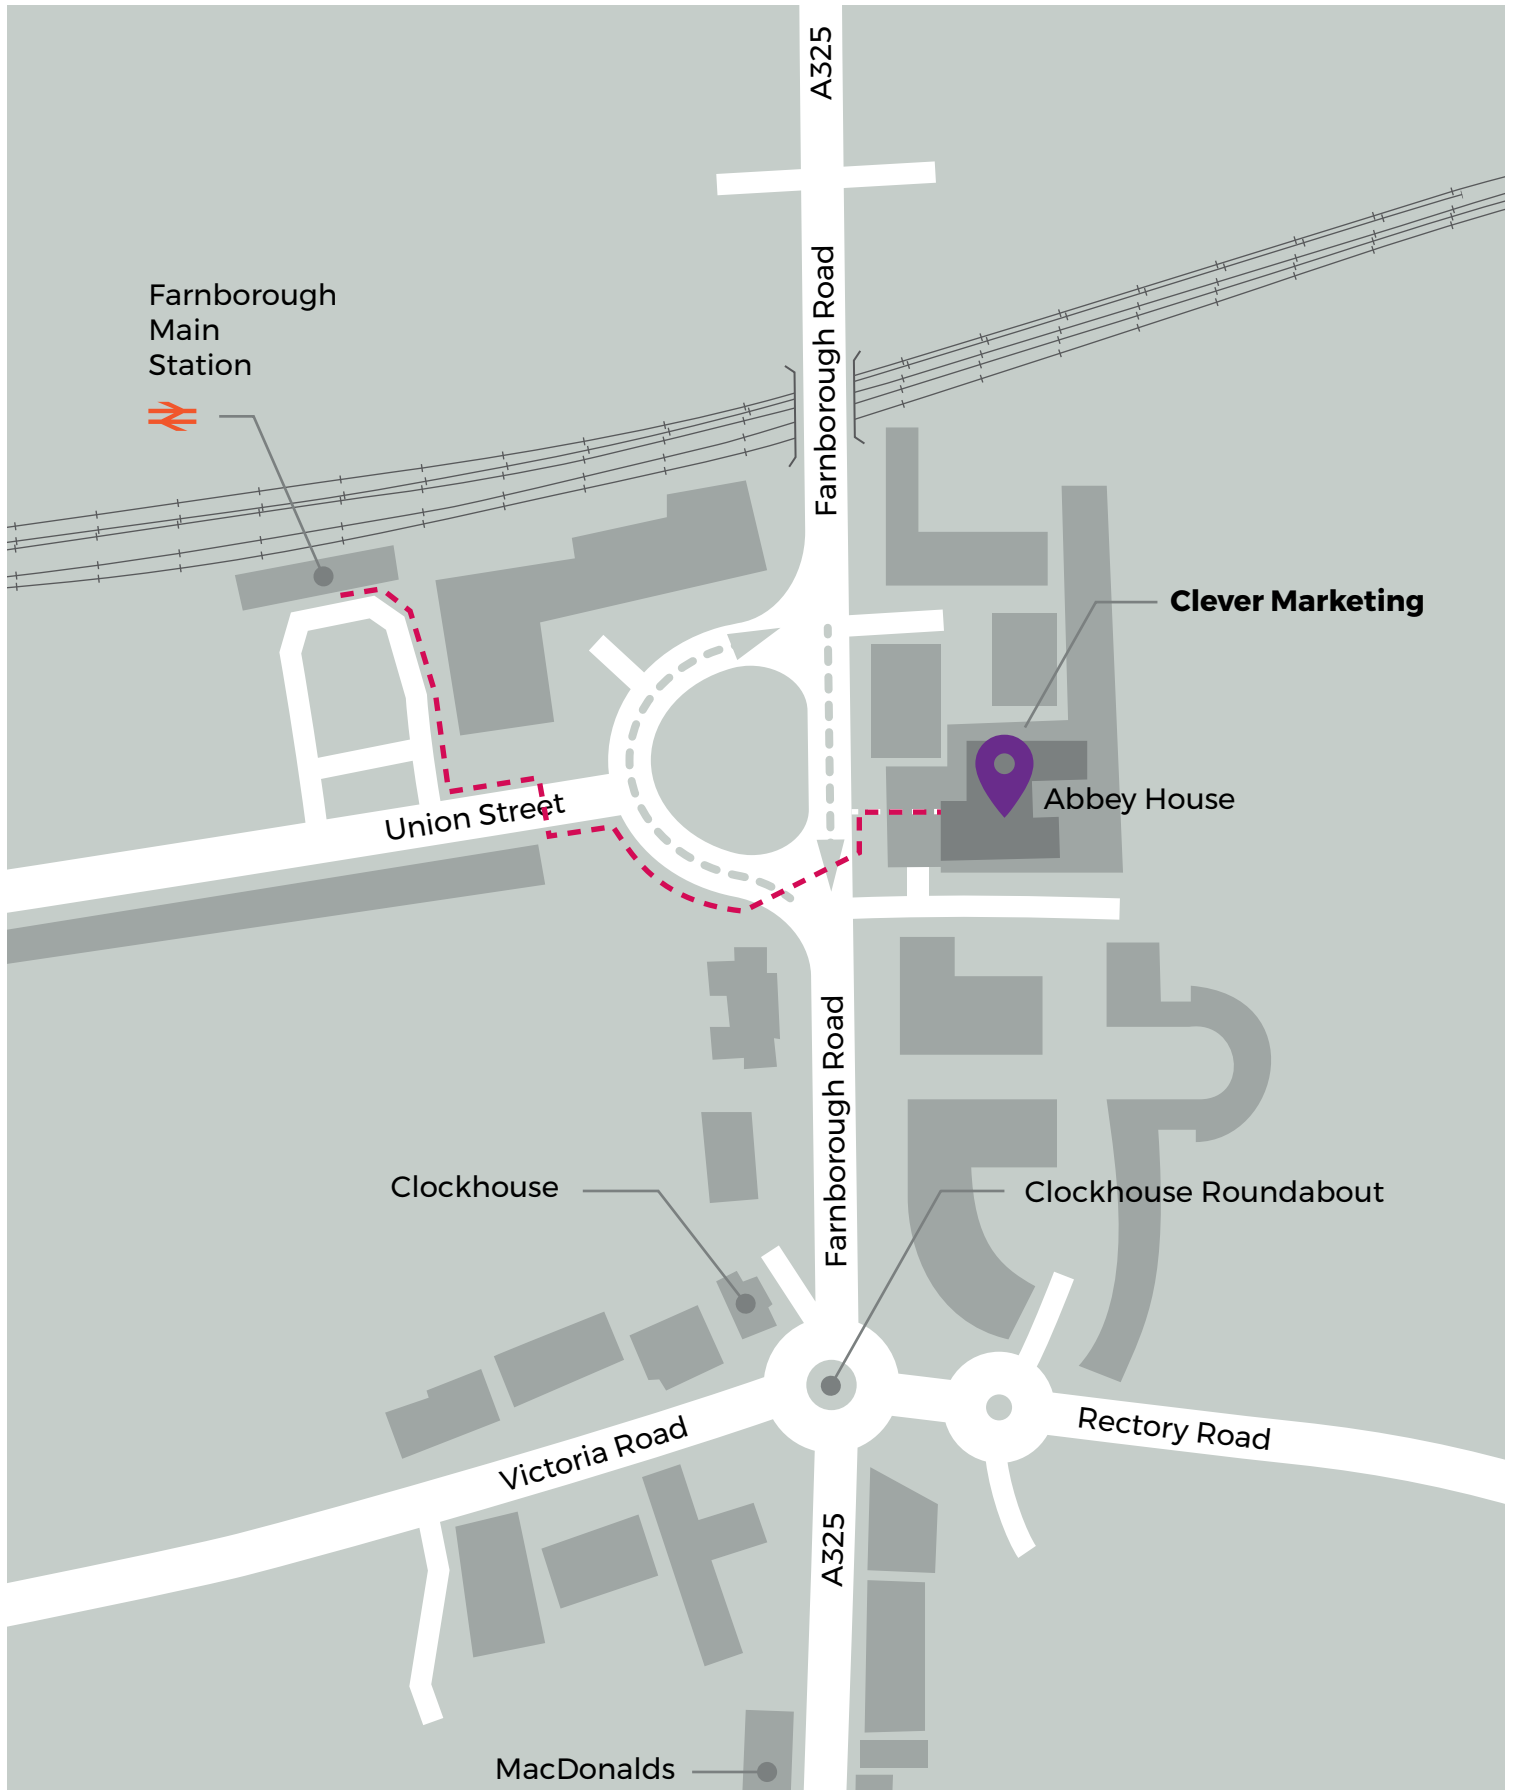 A325
Farnborough Road
Farnborough
Main
Station
Clever Marketing
Abbey House
Union Street
Farnborough Road
Clockhouse
Clockhouse Roundabout
Rectory Road
Victoria Road
A325
MacDonalds